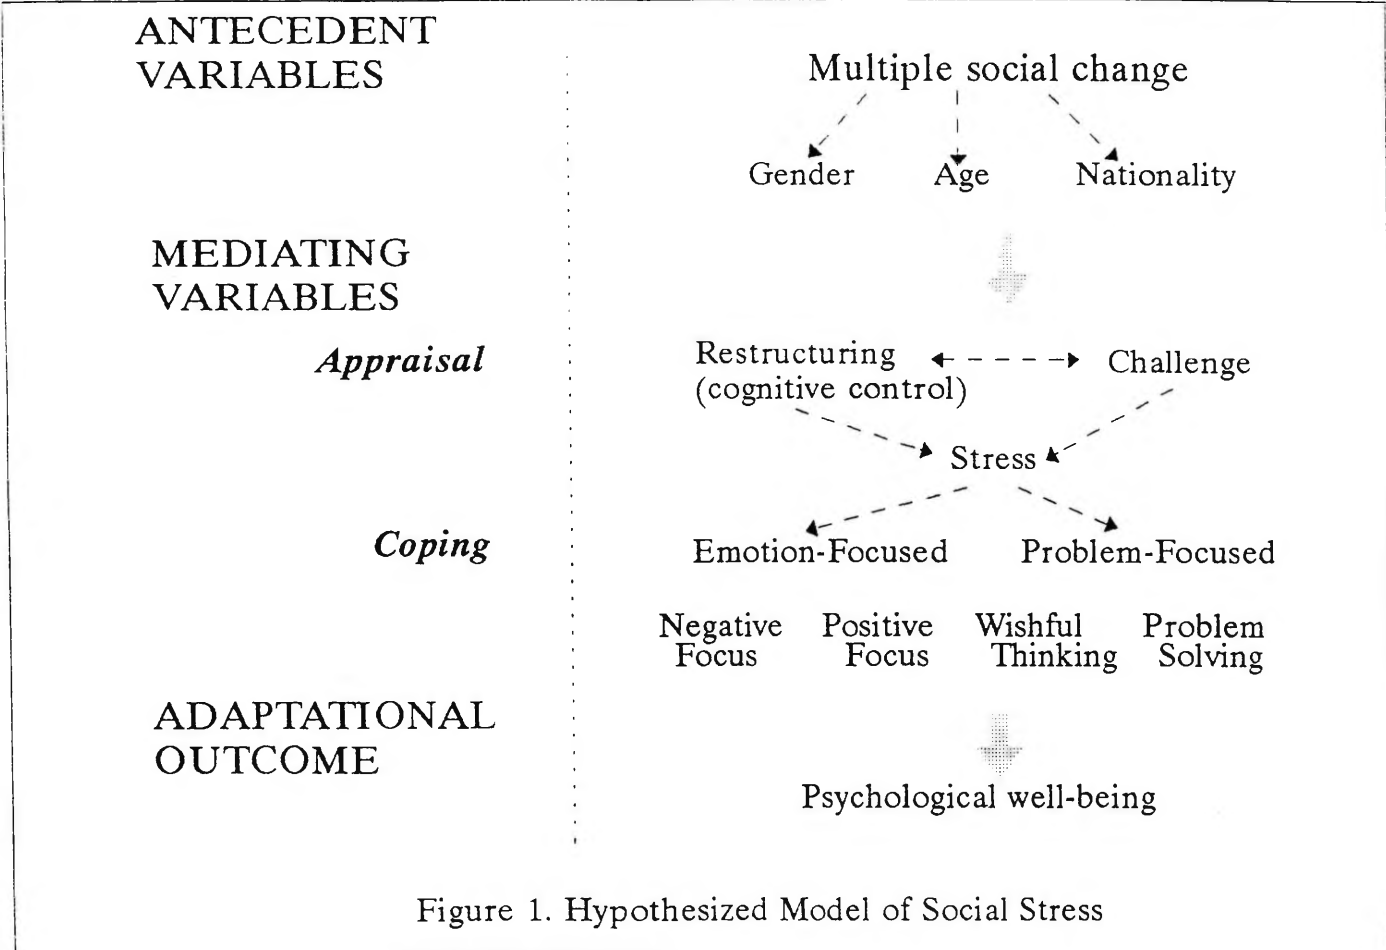 ANTECEDENT
VARIABLES
Multiple social change
Gender Age Nationality
MEDIATING
VARIABLES
Appraisal
Restructuring
(cognitive control)
Challenge
Stress
Coping
Emotion-Focused Problem-Focused
Negative Positive Wishful Problem
Focus Focus Thinking Solving
ADAPTATIONAL
OUTCOME
Psychological well-being
Figure 1. Hypothesized Model of Social Stress